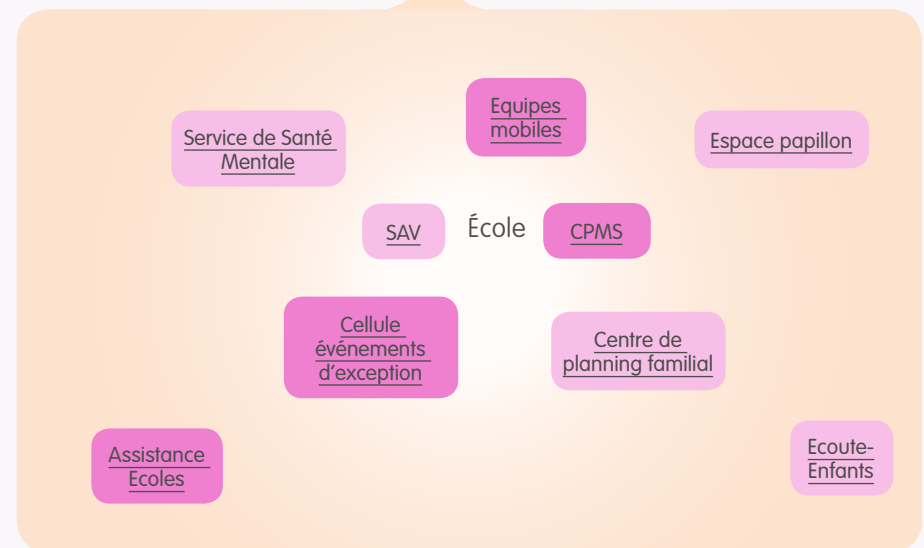 Equipes
mobiles
Service de Santé
Mentale
Espace papillon
SAV
École
CPMS
Cellule
événements
d'exception
Centre de
planning familial
Assistance
Ecoles
Ecoute-
Enfants